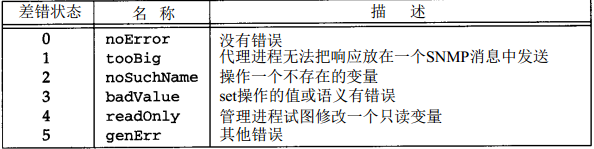 差错状态 名 称 描 述
0 noError 没有错误
1 tooBig 代理进程无法把响应放在一个SNMP消息中发送
2 noSuchName 操作一个不存在的变量
3 badValue set操作的值或语义有错误
4 readOnly 管理进程试图修改一个只读变量
5 genErr 其他错误